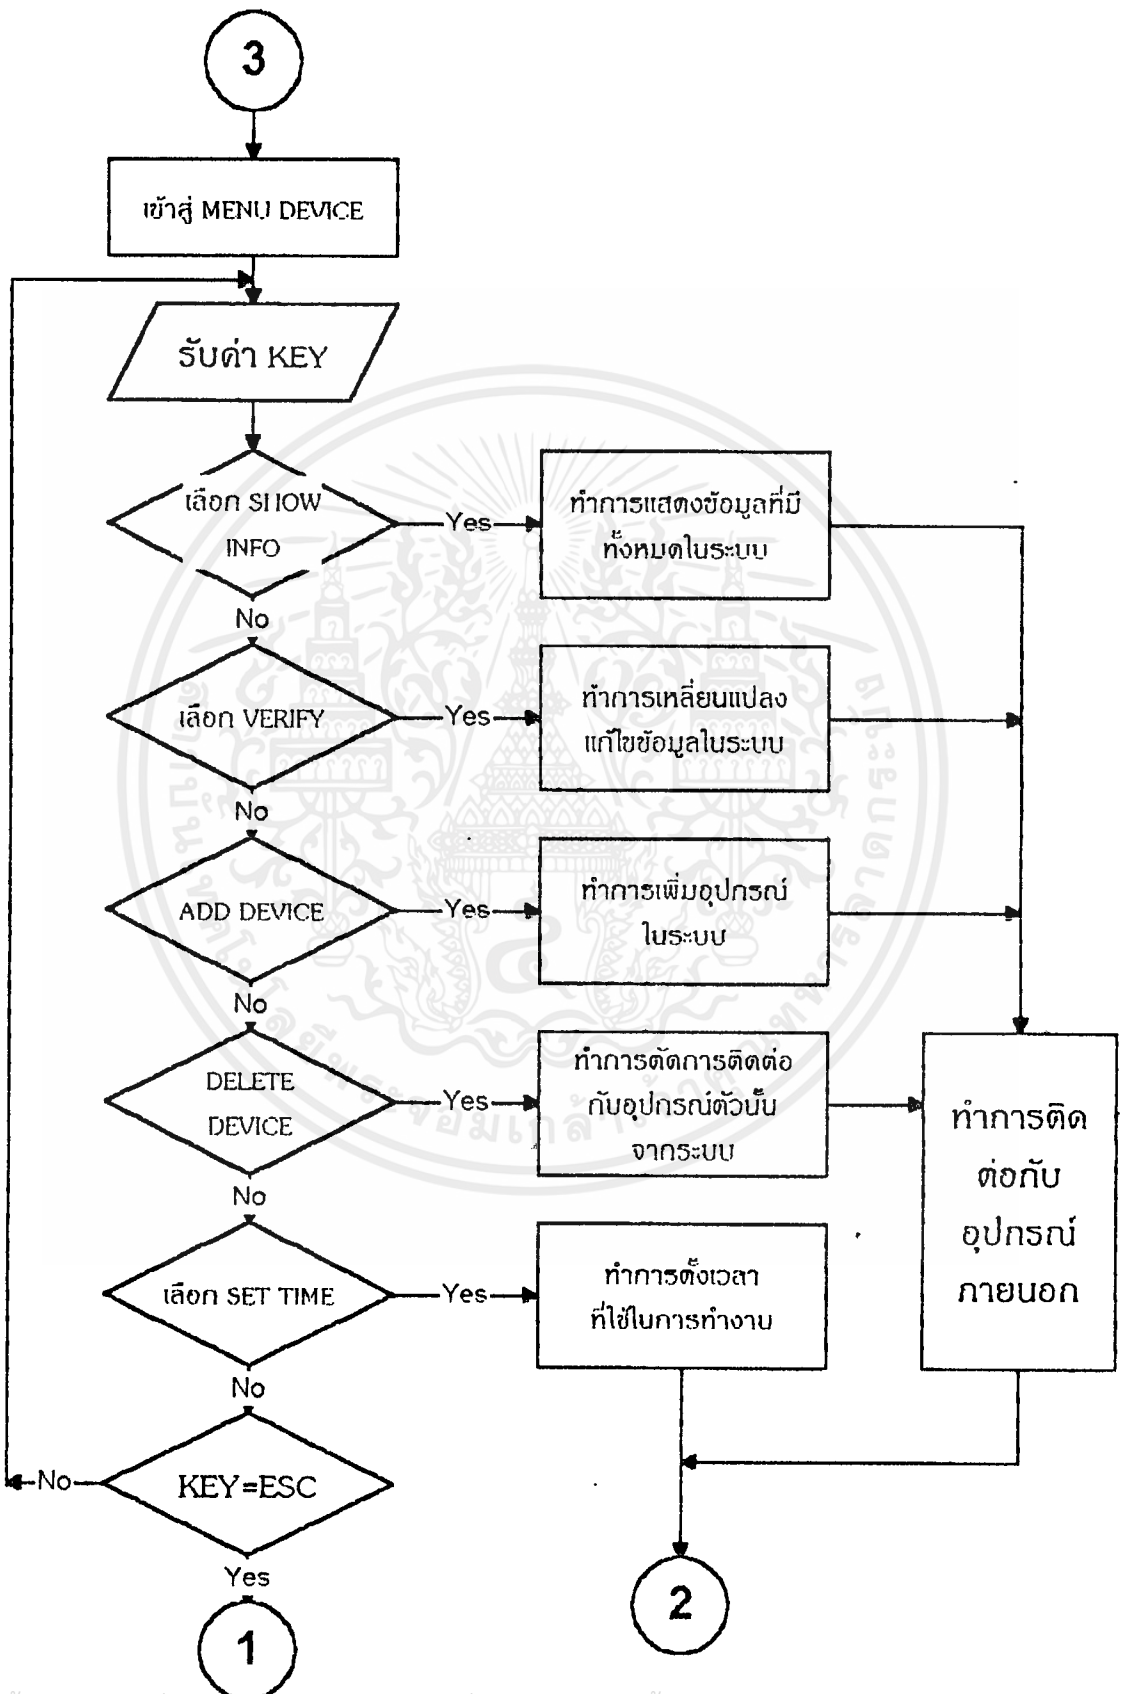 3
เข้าสู่ MENU DEVICE
รับค่า KEY
เลือก SHOW
INFO
Yes
ทำการแสดงข้อมูลที่มี
ทั้งหมดในระบบ
No
เลือก VERIFY
Yes
ทำการเหลี่ยนแปลง
แก้ไขข้อมูลในระบบ
No
ADD DEVICE
Yes
ทำการเพิ่มอุปกรณ์
ในระบบ
No
DELETE
DEVICE
Yes
ทำการตัดการติดต่อ
กับอุปกรณ์ตัวนั้น
จากระบบ
ทำการติด
ต่อกับ
อุปกรณ์
ภายนอก
No
เลือก SET TIME
Yes
ทำการตั้งเวลา
ที่ใช้ในการทำงาน
No
KEY=ESC
No
Yes
1
2